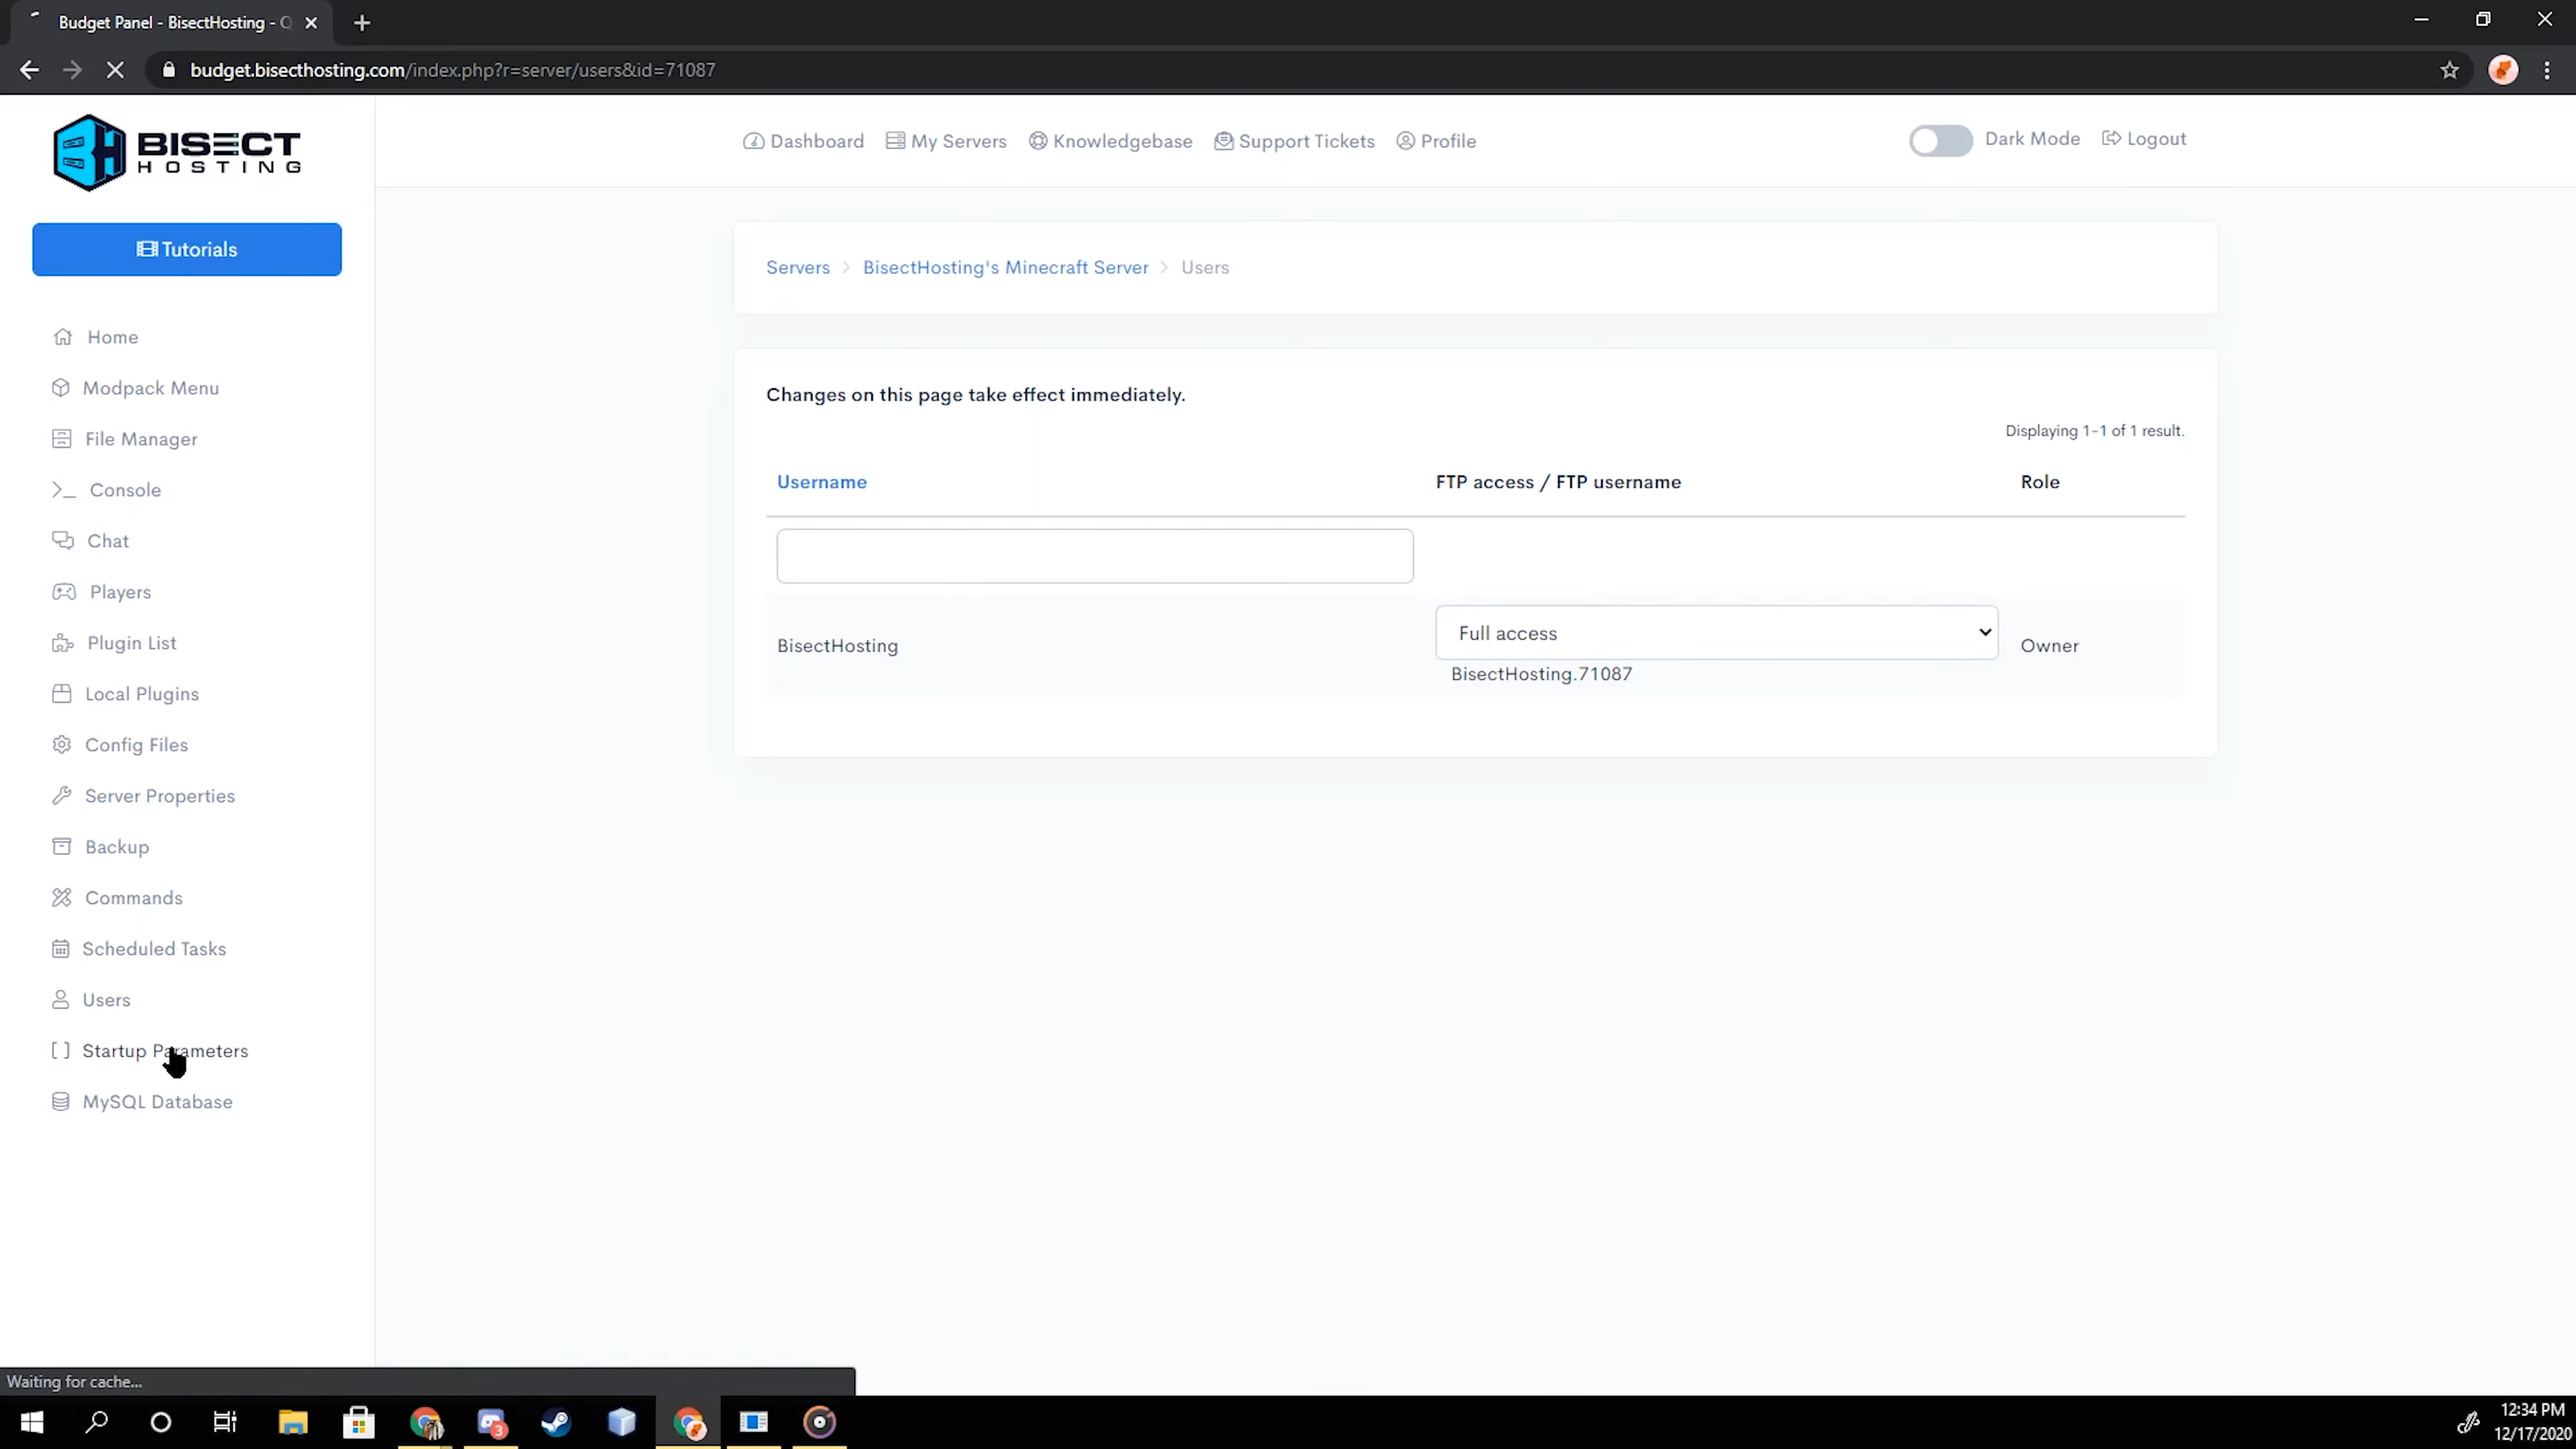 Budget Panel - BisectHosting -
budget.bisecthosting.com/index.php?r=server/users&id=71087
BISECT
HOSTING
Dashboard My Servers Knowledgebase Support Tickets Profile
Dark Mode Logout
Tutorials
Home
Modpack Menu
File Manager
Console
Chat
Players
Plugin List
Local Plugins
Config Files
Server Properties
Backup
Commands
Scheduled Tasks
Users
Startup Parameters
MySQL Database
Servers > BisectHosting's Minecraft Server > Users
Changes on this page take effect immediately.
Displaying 1-1 of 1 result.
Username FTP access / FTP username Role
BisectHosting Full access Owner
BisectHosting.71087
Waiting for cache...
3
12:34 PM
12/17/2020